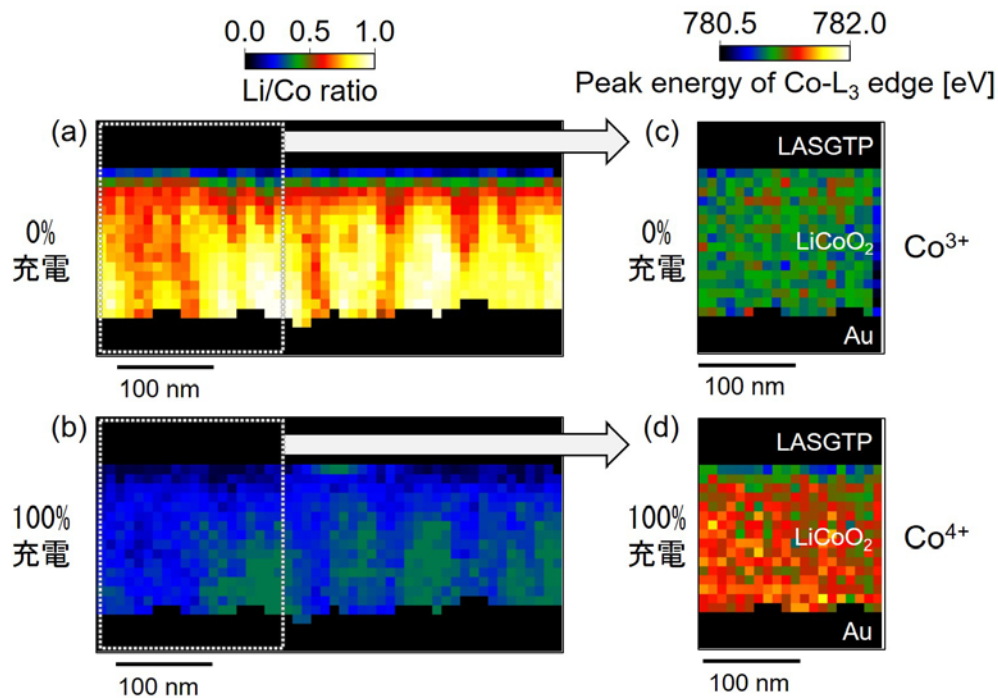 0.0 0.5 1.0
Li/Co ratio
780.5 782.0
Peak energy of Co-L₃ edge [eV]
(a)
0%
充電
100 nm
(c)
0%
充電
LASGTP
LiCoO₂
Au
Co³⁺
100 nm
(b)
100%
充電
100 nm
(d)
100%
充電
LASGTP
LiCoO₂
Au
Co⁴⁺
100 nm